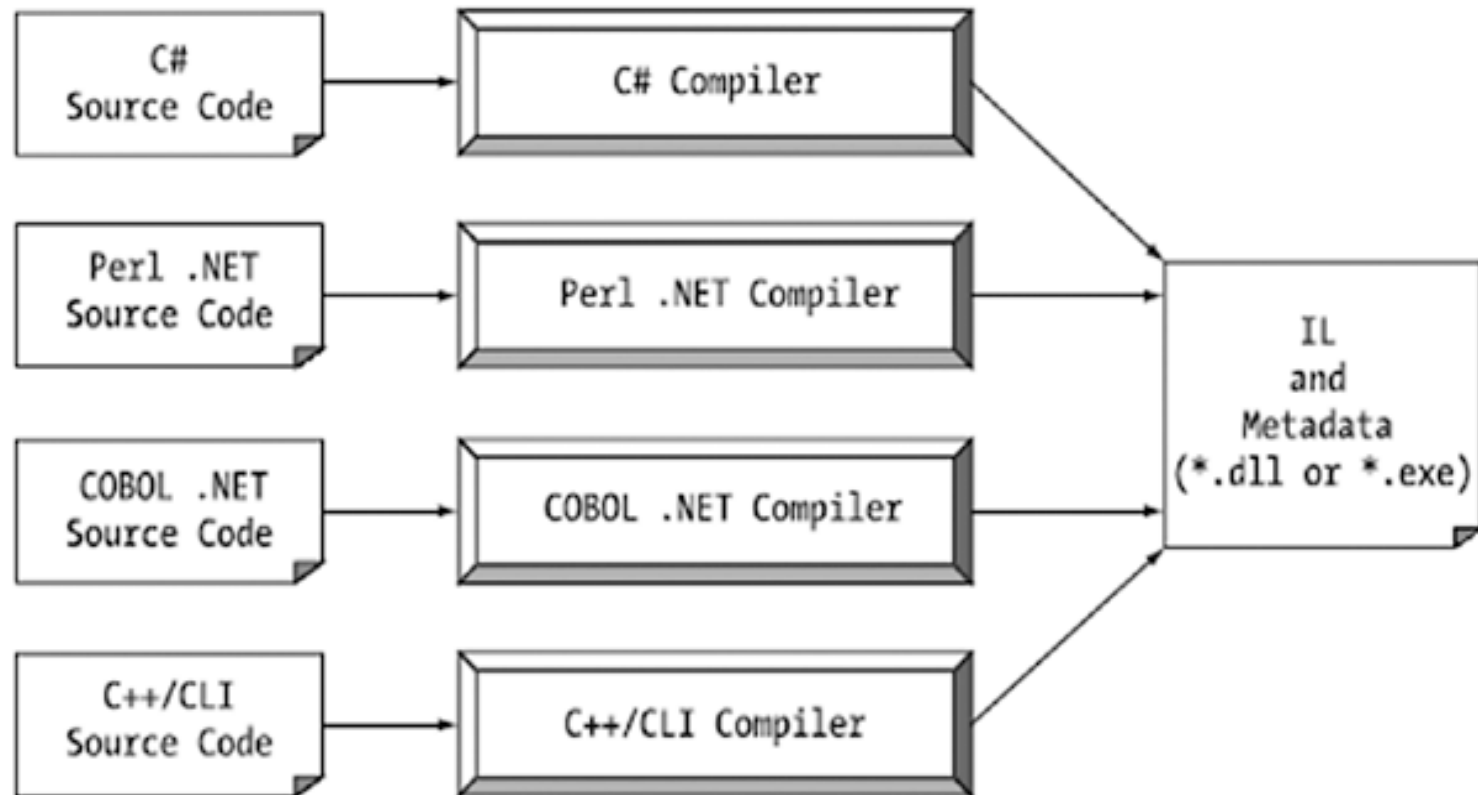 C#
Source Code
C# Compiler
Perl .NET
Source Code
Perl .NET Compiler
COBOL .NET
Source Code
COBOL .NET Compiler
C++/CLI
Source Code
C++/CLI Compiler
IL
and
Metadata
(*.dll or *.exe)